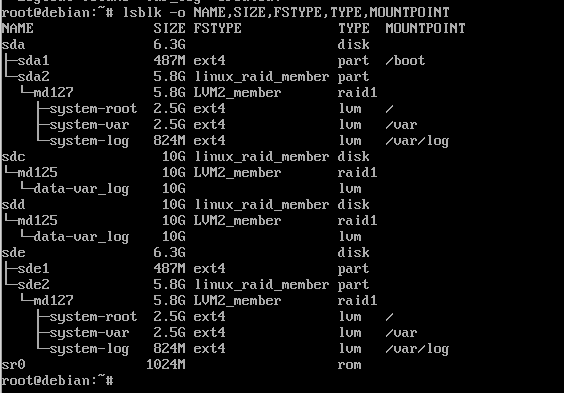 root@debian:~# lsblk -o NAME,SIZE,FSTYPE,TYPE,MOUNTPOINT
NAME SIZE FSTYPE TYPE MOUNTPOINT
sda 6.3G disk
├─sda1 487M ext4 part /boot
└─sda2 5.8G linux_raid_member part
└─md127 5.8G LVM2_member raid1
├─system-root 2.5G ext4 lvm /
├─system-var 2.5G ext4 lvm /var
└─system-log 824M ext4 lvm /var/log
sdc 10G linux_raid_member disk
└─md125 10G LVM2_member raid1
└─data-var_log 10G lvm
sdd 10G linux_raid_member disk
└─md125 10G LVM2_member raid1
└─data-var_log 10G lvm
sde 6.3G disk
├─sde1 487M ext4 part
└─sde2 5.8G linux_raid_member part
└─md127 5.8G LVM2_member raid1
├─system-root 2.5G ext4 lvm /
├─system-var 2.5G ext4 lvm /var
└─system-log 824M ext4 lvm /var/log
sr0 1024M rom
root@debian:~#